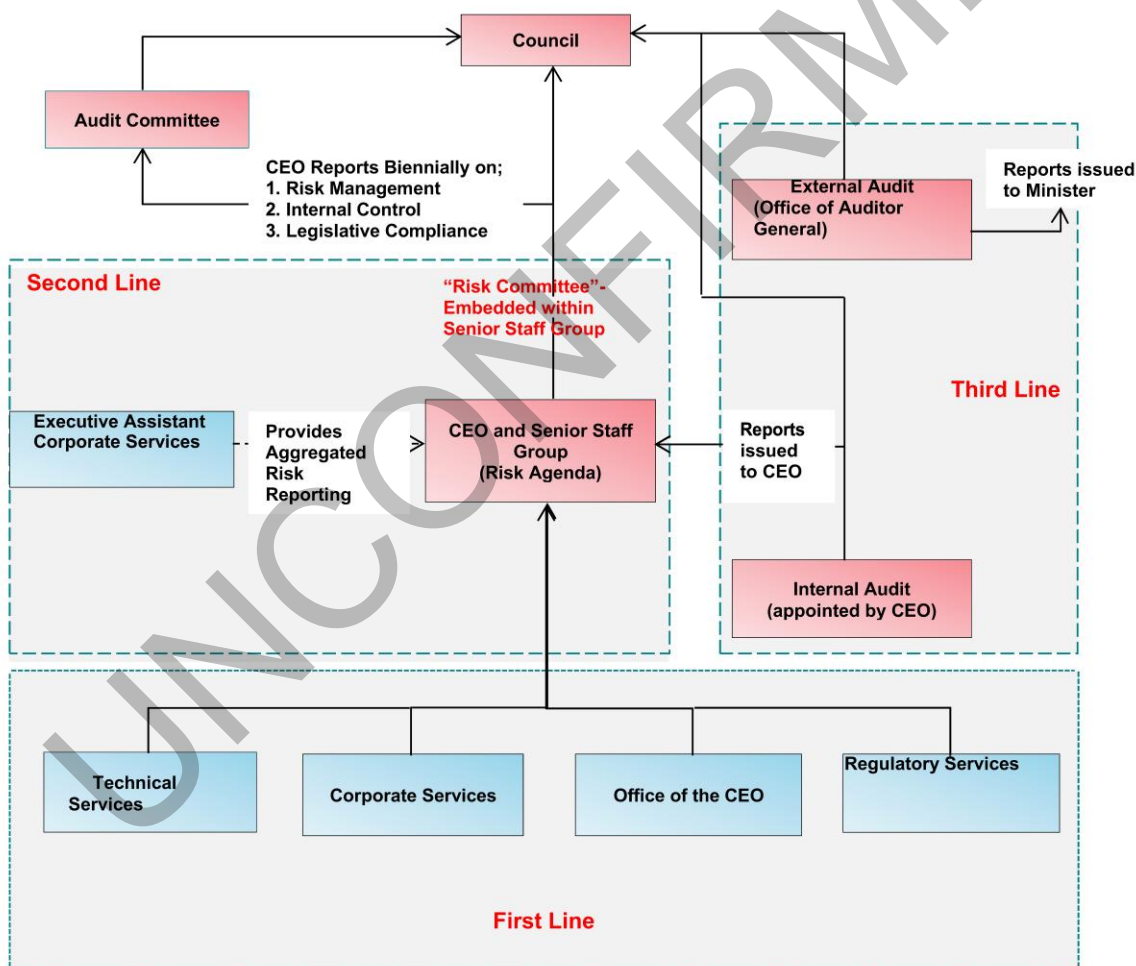 Council
Audit Committee
CEO Reports Biennially on;
1. Risk Management
2. Internal Control
3. Legislative Compliance
External Audit
(Office of Auditor
General)
Reports issued
to Minister
Second Line
“Risk Committee”-
Embedded within
Senior Staff Group
Third Line
Executive Assistant
Corporate Services
Provides
Aggregated
Risk
Reporting
CEO and Senior Staff
Group
(Risk Agenda)
Reports
issued
to CEO
Internal Audit
(appointed by CEO)
Technical
Services
Corporate Services
Office of the CEO
Regulatory Services
First Line
UNCONFIRM